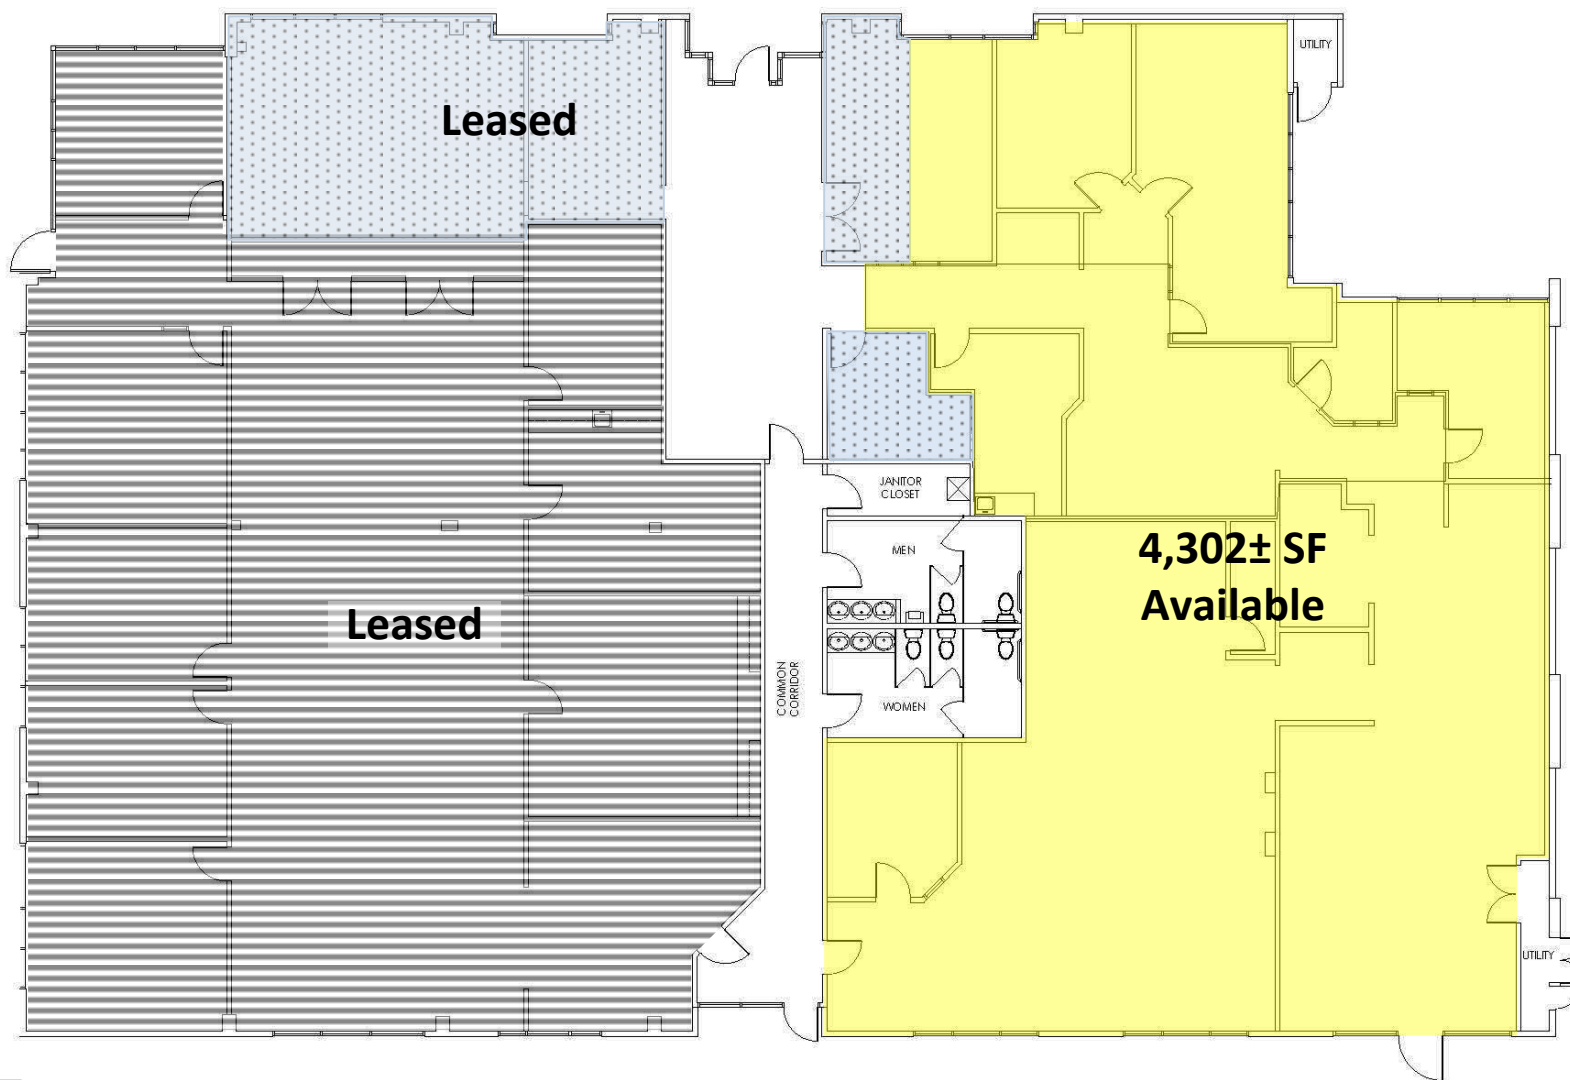 UTILITY
Leased
JANITOR
CLOSET
MEN
4,302± SF
Available
Leased
COMMON
CORRIDOR
WOMEN
UTILITY